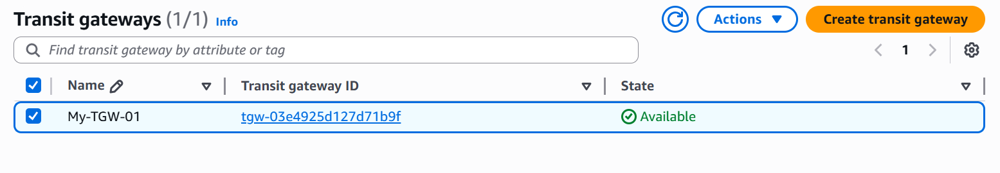 Transit gateways (1/1) Info
Actions
Create transit gateway
Find transit gateway by attribute or tag
1
Name Transit gateway ID State
My-TGW-01 tgw-03e4925d127d71b9f Available